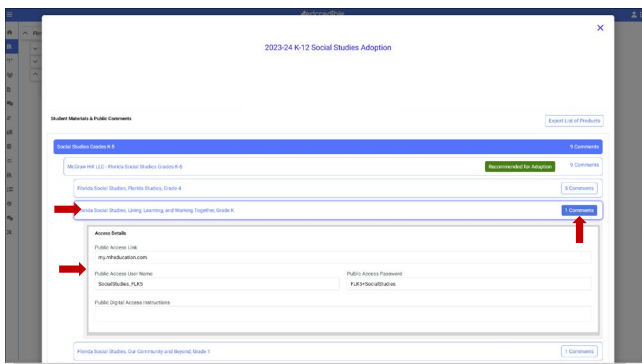 2023-24 K-12 Social Studies Adoption
Student Materials & Public Comments
Export List of Products
Social Studies Grades K-5
9 Comments
McGraw Hill LLC - Florida Social Studies Grades K-5
Recommended for Adoption
9 Comments
Florida Social Studies, Florida Studies, Grade 4
5 Comments
Florida Social Studies, Living, Learning, and Working Together, Grade K
1 Comments
Access Details
Public Access Link
my.mheducation.com
Public Access User Name
Public Access Password
SocialStudies_FLK5
FLK5+SocialStudies
Public Digital Access Instructions
Florida Social Studies, Our Community and Beyond, Grade 1
1 Comments